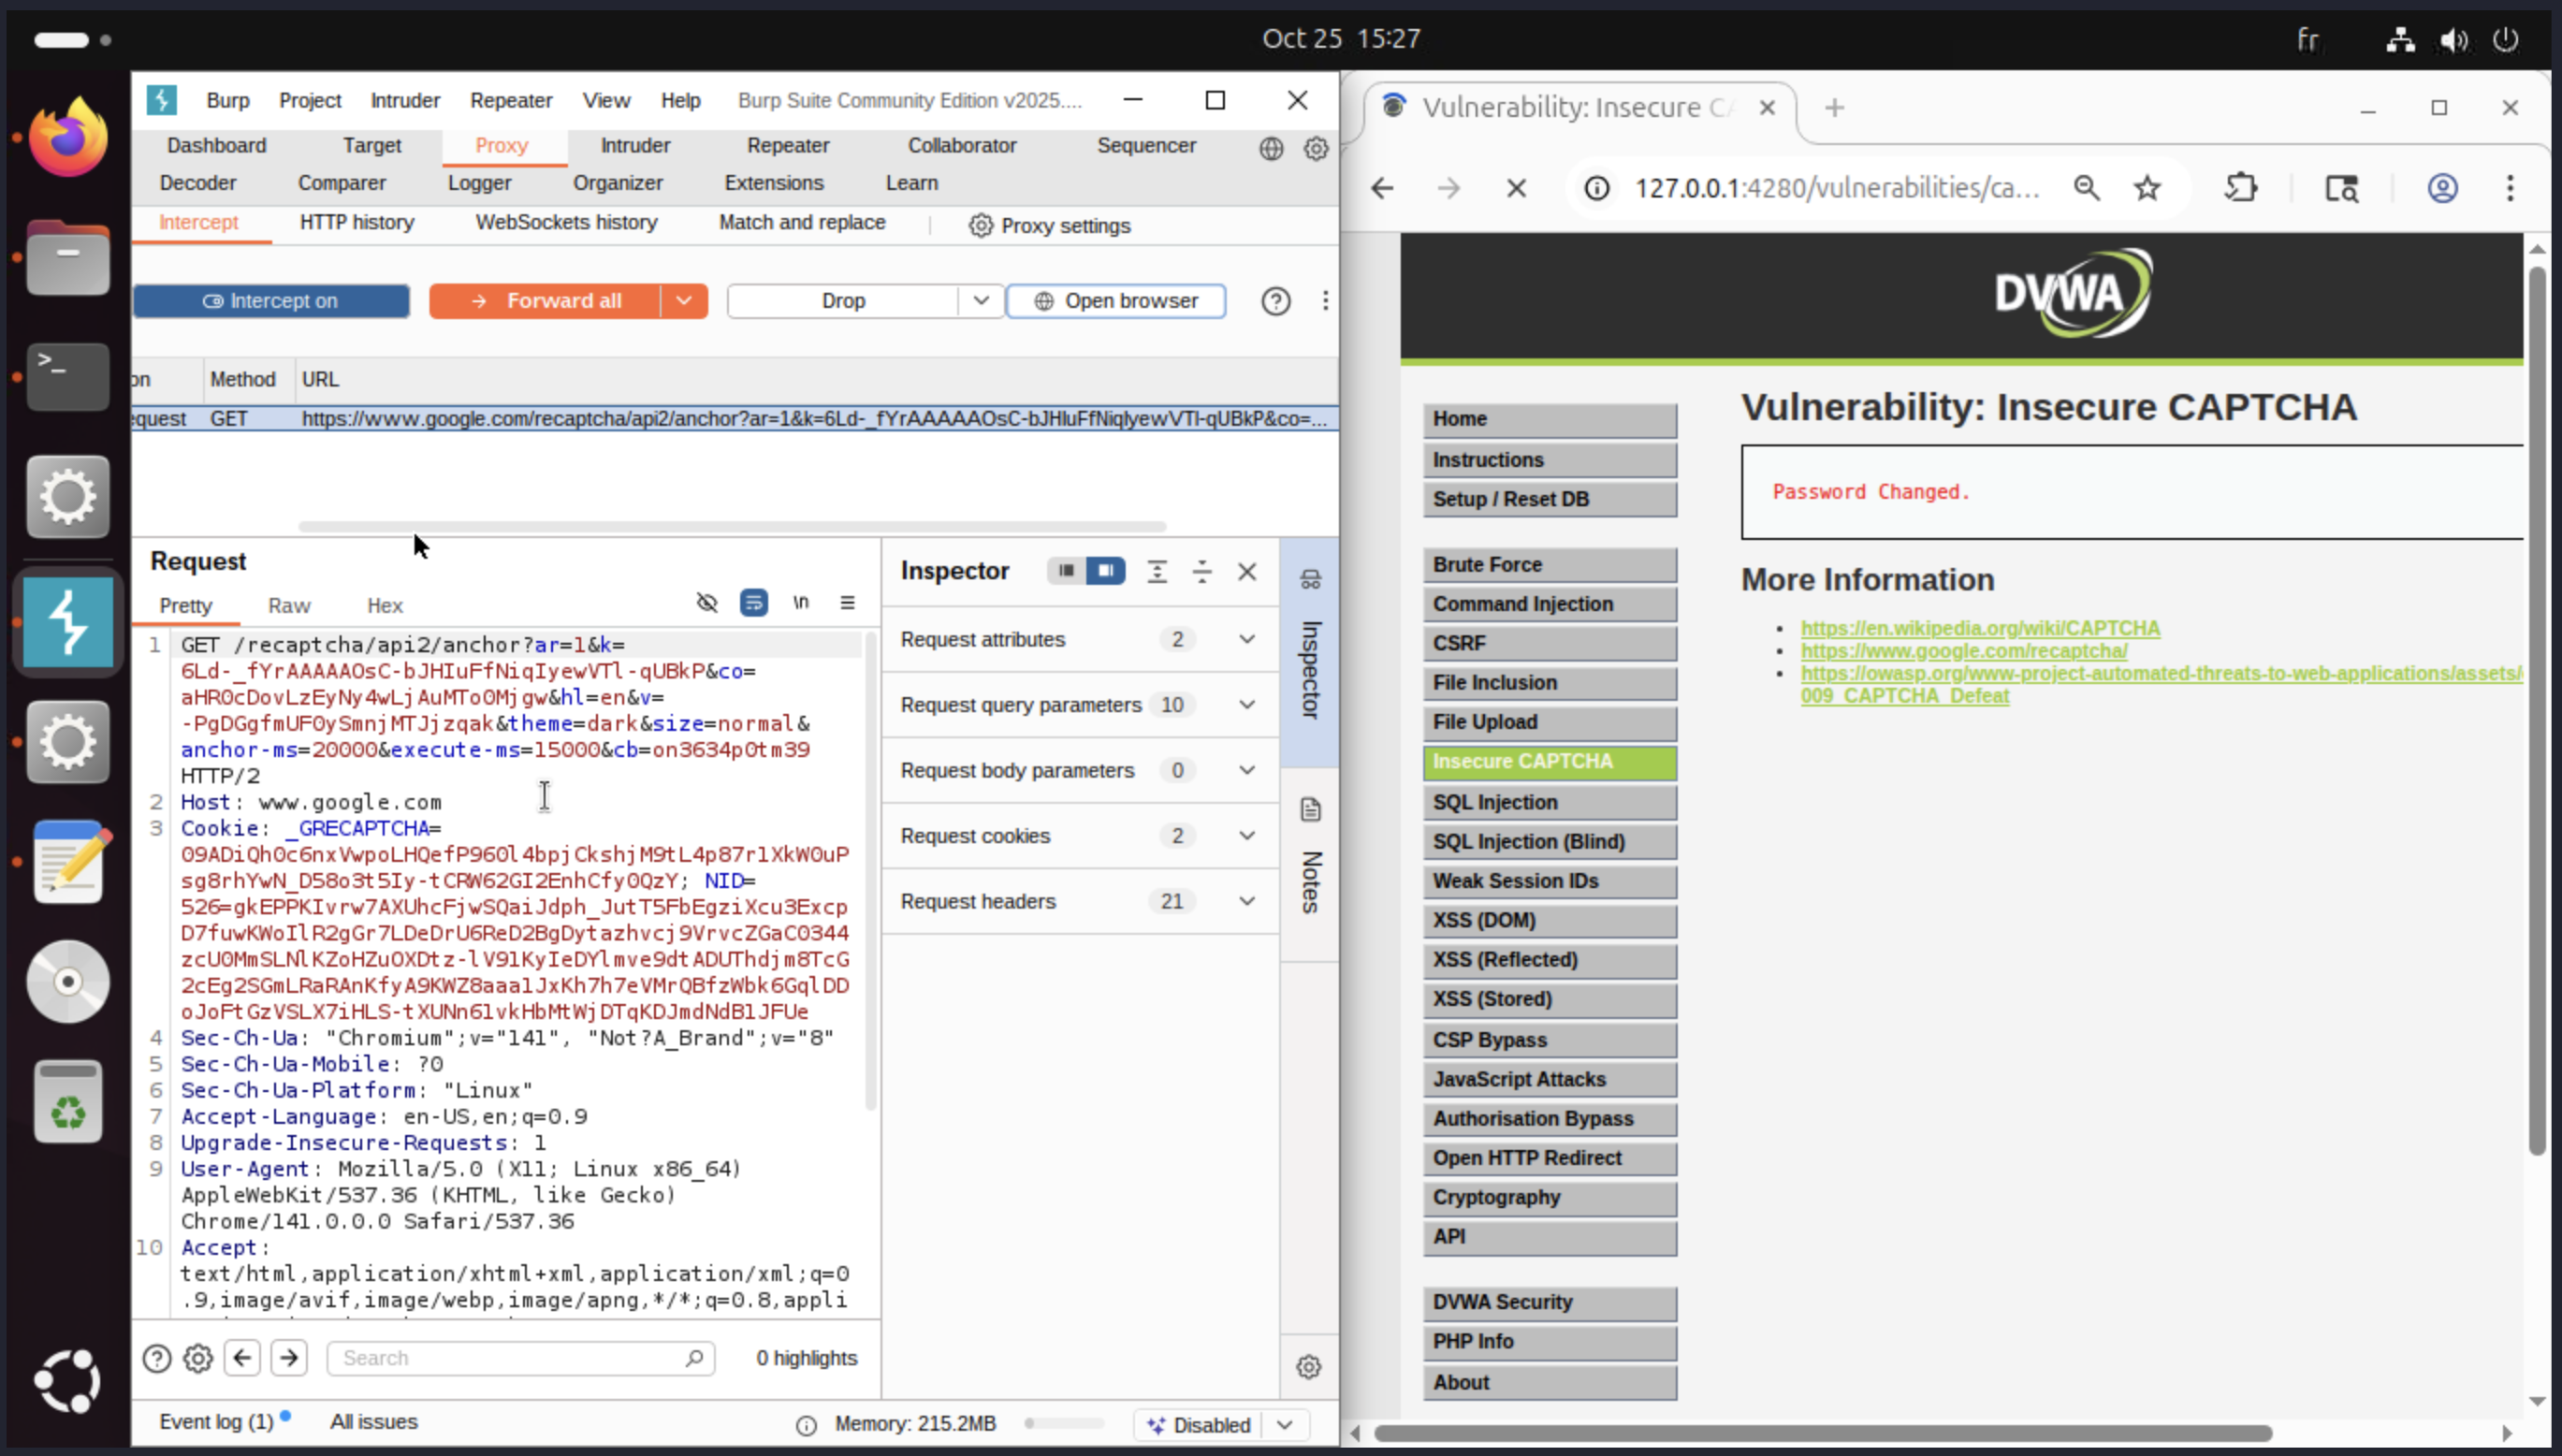 Oct 25 15:27
fr
Burp Project Intruder Repeater View Help Burp Suite Community Edition v2025....
Dashboard Target Proxy Intruder Repeater Collaborator Sequencer
Decoder Comparer Logger Organizer Extensions Learn
Intercept HTTP history WebSockets history Match and replace Proxy settings
Intercept on Forward all Drop Open browser
on Method URL
equest GET https://www.google.com/recaptcha/api2/anchor?ar=1&k=6Ld-_fYrAAAAAOsC-bJHIuFfNiqIyewVTl-qUBkP&co=...
Request
Pretty Raw Hex \n
1 GET /recaptcha/api2/anchor?ar=1&k=
6Ld-_fYrAAAAAOsC-bJHIuFfNiqIyewVTl-qUBkP&co=
aHR0cDovLzEyNy4wLjAuMTo0Mjgw&hl=en&v=
-PgDGgfmUF0ySmnjMTJjzqak&theme=dark&size=normal&
anchor-ms=20000&execute-ms=15000&cb=on3634p0tm39
HTTP/2
2 Host: www.google.com
3 Cookie: _GRECAPTCHA=
09ADiQh0c6nxVwpoLHQefP960l4bpjCkshjM9tL4p87r1XkW0uP
sg8rhYwN_D58o3t5Iy-tCRW62GI2EnhCfy0QzY; NID=
526=gkEPPKIvrw7AXUhcFjwSQaiJdph_JutT5FbEgziXcu3Excp
D7fuwKWoIlR2gGr7LDeDrU6ReD2BgDytazhvcj9VrvcZGaC0344
zcU0MmSLNlKZoHZuOXDtz-lV91KyIeDYlmve9dtADUThdjm8TcG
2cEg2SGmLRaRAnKfyA9KWZ8aaa1JxKh7h7eVMrQBfzWbk6GqlDD
oJoFtGzVSLX7iHLS-tXUNn61vkHbMtWjDTqKDJmdNdB1JFUe
4 Sec-Ch-Ua: "Chromium";v="141", "Not?A_Brand";v="8"
5 Sec-Ch-Ua-Mobile: ?0
6 Sec-Ch-Ua-Platform: "Linux"
7 Accept-Language: en-US,en;q=0.9
8 Upgrade-Insecure-Requests: 1
9 User-Agent: Mozilla/5.0 (X11; Linux x86_64)
AppleWebKit/537.36 (KHTML, like Gecko)
Chrome/141.0.0.0 Safari/537.36
10 Accept:
text/html,application/xhtml+xml,application/xml;q=0
.9,image/avif,image/webp,image/apng,*/*;q=0.8,appli
Search 0 highlights
Inspector
Request attributes 2
Request query parameters 10
Request body parameters 0
Request cookies 2
Request headers 21
Inspector
Notes
Event log (1) All issues Memory: 215.2MB Disabled
Vulnerability: Insecure CA
127.0.0.1:4280/vulnerabilities/ca...
DVWA
Home
Instructions
Setup / Reset DB
Brute Force
Command Injection
CSRF
File Inclusion
File Upload
Insecure CAPTCHA
SQL Injection
SQL Injection (Blind)
Weak Session IDs
XSS (DOM)
XSS (Reflected)
XSS (Stored)
CSP Bypass
JavaScript Attacks
Authorisation Bypass
Open HTTP Redirect
Cryptography
API
DVWA Security
PHP Info
About
Vulnerability: Insecure CAPTCHA
Password Changed.
More Information
https://en.wikipedia.org/wiki/CAPTCHA
https://www.google.com/recaptcha/
https://owasp.org/www-project-automated-threats-to-web-applications/assets/
009_CAPTCHA_Defeat